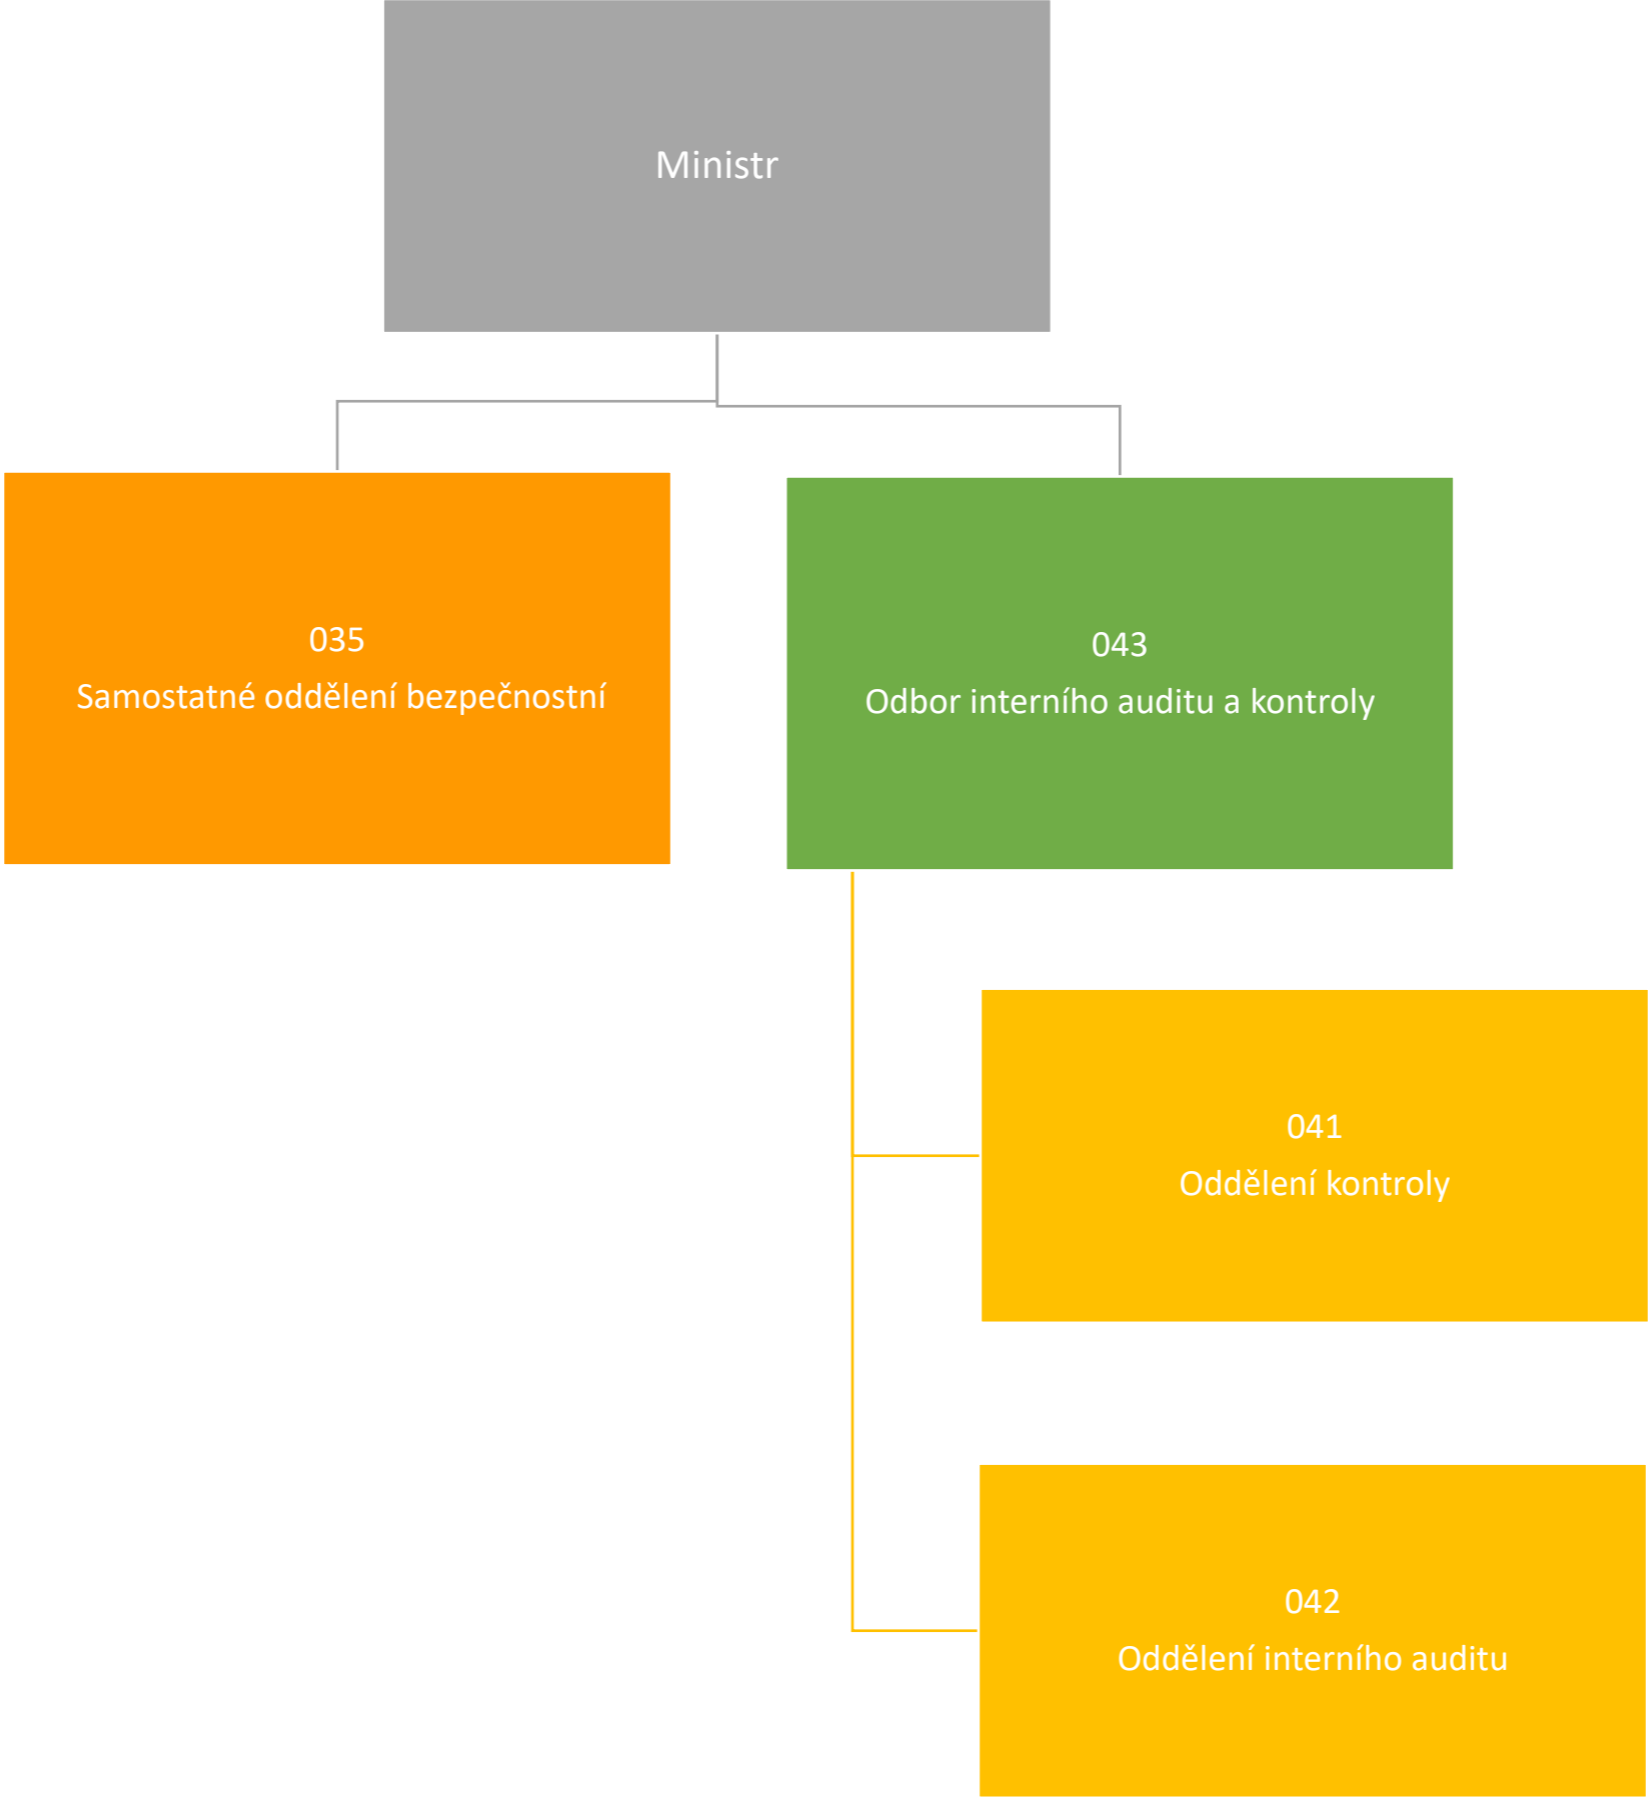 Ministr
035
Samostatné oddělení bezpečnostní
043
Odbor interního auditu a kontroly
041
Oddělení kontroly
042
Oddělení interního auditu